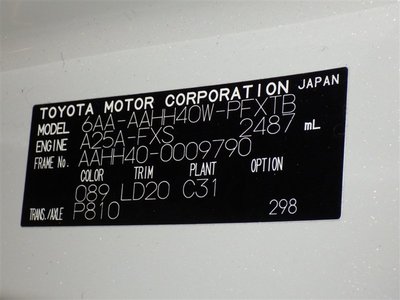 TOYOTA MOTOR CORPORATION JAPAN
MODEL 6AA-AAHH40W-PFXTB
ENGINE A25A-FXS 2487 mL
FRAME No. AAHH40-0009790
COLOR TRIM PLANT OPTION
089 LD20 C31
TRANS./AXLE P810 298